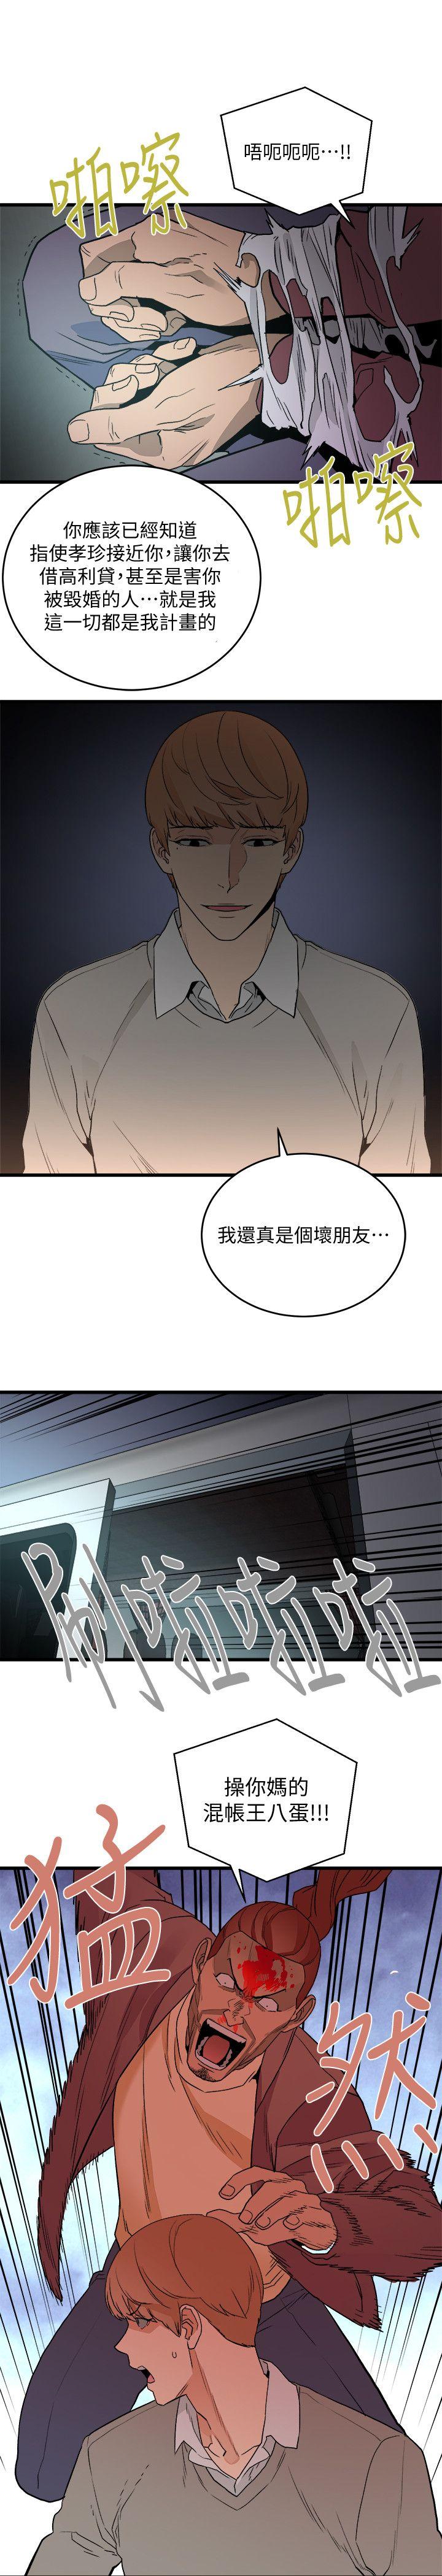 唔呃呃呃…!!
啪嚓
啪嚓
你應該已經知道
指使孝珍接近你，讓你去
借高利貸，甚至是害你
被毀婚的人…就是我
這一切都是我計畫的
我還真是個壞朋友…
唰啦啦啦
操你媽的
混帳王八蛋!!!
猛
然